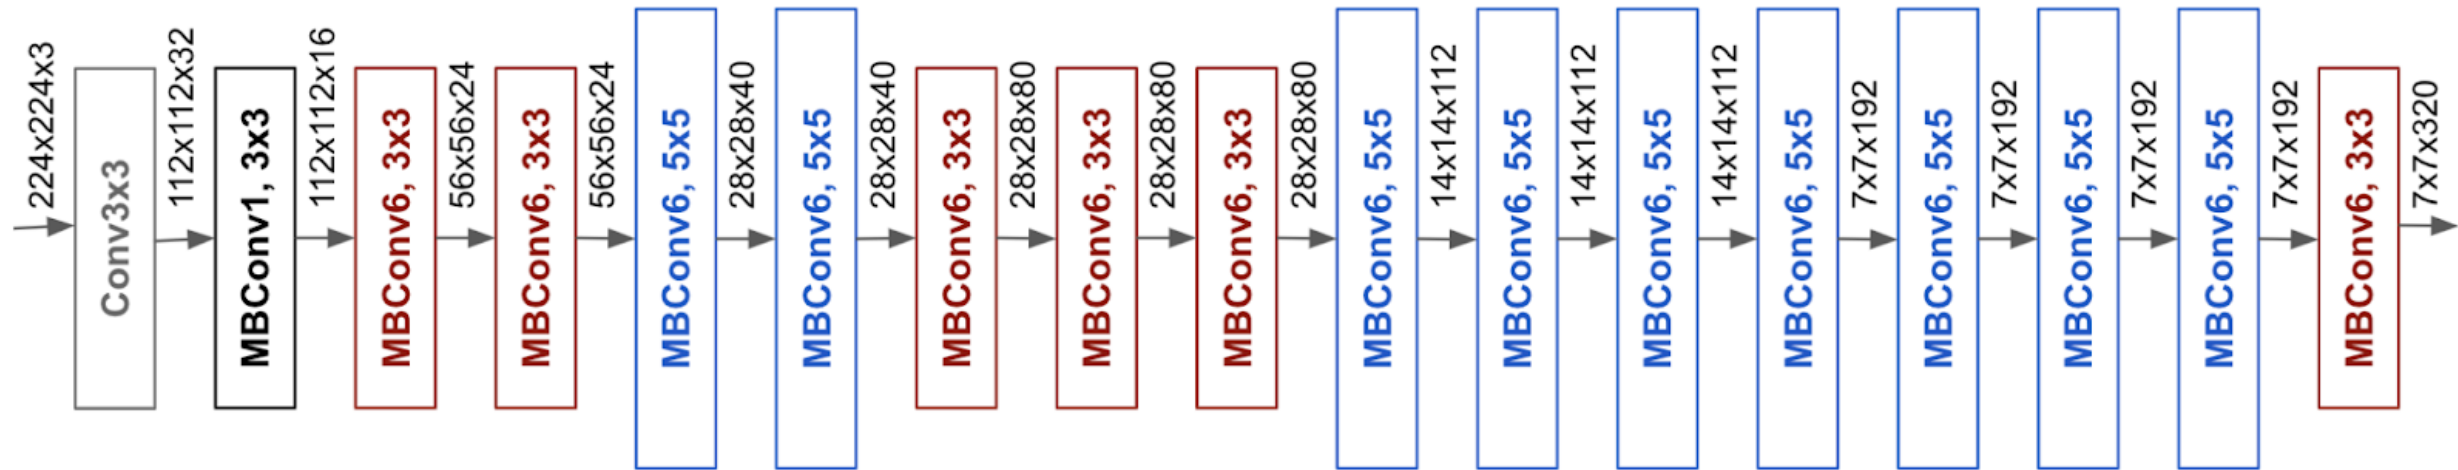 224x224x3
Conv3x3
112x112x32
MBConv1, 3x3
112x112x16
MBConv6, 3x3
56x56x24
MBConv6, 3x3
56x56x24
MBConv6, 5x5
28x28x40
MBConv6, 5x5
28x28x40
MBConv6, 3x3
28x28x80
MBConv6, 3x3
28x28x80
MBConv6, 3x3
28x28x80
MBConv6, 5x5
14x14x112
MBConv6, 5x5
14x14x112
MBConv6, 5x5
14x14x112
MBConv6, 5x5
7x7x192
MBConv6, 5x5
7x7x192
MBConv6, 5x5
7x7x192
MBConv6, 5x5
7x7x192
MBConv6, 3x3
7x7x320